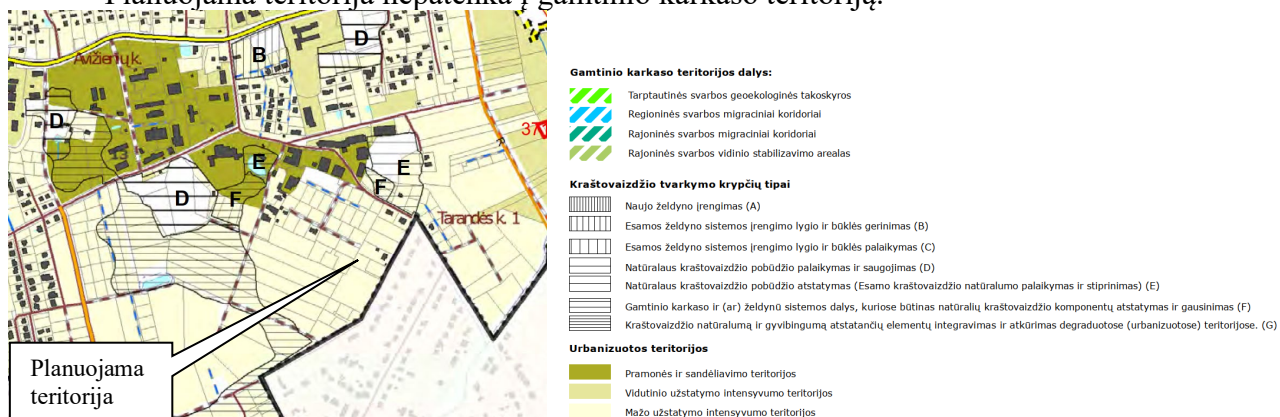 Planuojama teritorija nepatenka į gamtinio karkaso teritoriją.
Avižienių k.
D
B
D
13
E
E
F
D
F
37
Tarandės k. 1
Planuojama
teritorija
Gamtinio karkaso teritorijos dalys:
Tarptautinės svarbos geoekologinės takoskyros
Regioninės svarbos migraciniai koridoriai
Rajoninės svarbos migraciniai koridoriai
Rajoninės svarbos vidinio stabilizavimo arealas
Kraštovaizdžio tvarkymo krypčių tipai
Naujo želdyno įrengimas (A)
Esamos želdyno sistemos įrengimo lygio ir būklės gerinimas (B)
Esamos želdyno sistemos įrengimo lygio ir būklės palaikymas (C)
Natūralaus kraštovaizdžio pobūdžio palaikymas ir saugojimas (D)
Natūralaus kraštovaizdžio pobūdžio atstatymas (Esamo kraštovaizdžio natūralumo palaikymas ir stiprinimas) (E)
Gamtinio karkaso ir (ar) želdynų sistemos dalys, kuriose būtinas natūralių kraštovaizdžio komponentų atstatymas ir gausinimas (F)
Kraštovaizdžio natūralumą ir gyvibingumą atstatančių elementų integravimas ir atkūrimas degraduotose (urbanizuotose) teritorijose. (G)
Urbanizuotos teritorijos
Pramonės ir sandėliavimo teritorijos
Vidutinio užstatymo intensyvumo teritorijos
Mažo užstatymo intensyvumo teritorijos